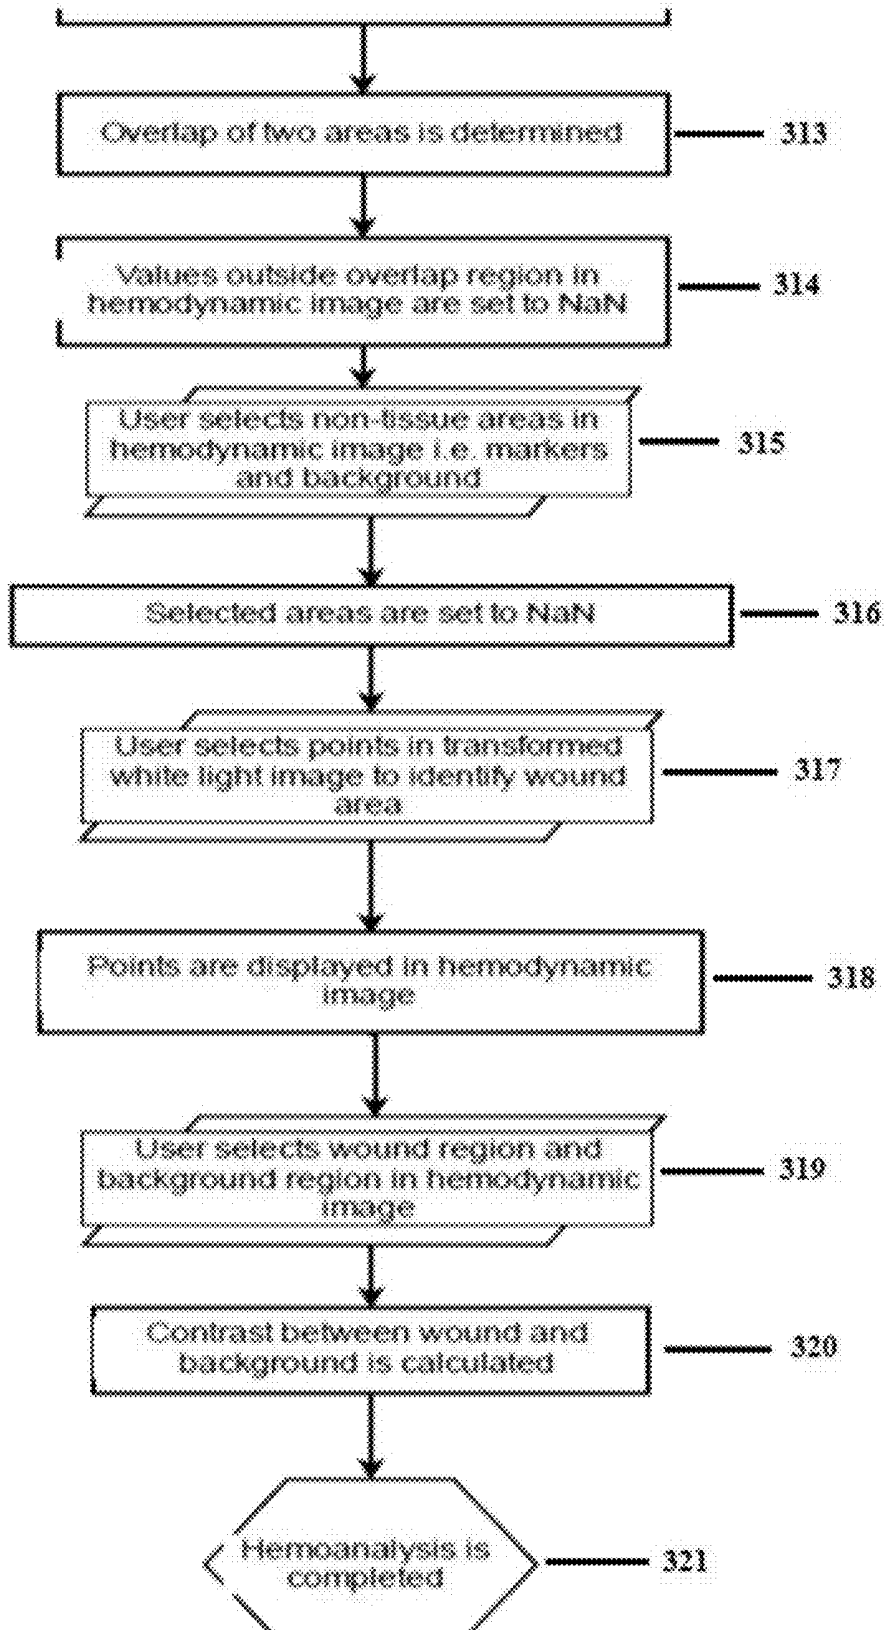 Overlap of two areas is determined
313
Values outside overlap region in
hemodynamic image are set to NaN
314
User selects non-tissue areas in
hemodynamic image i.e. markers
and background
315
Selected areas are set to NaN
316
User selects points in transformed
white light image to identify wound
area
317
Points are displayed in hemodynamic
image
318
User selects wound region and
background region in hemodynamic
image
319
Contrast between wound and
background is calculated
320
Hemoanalysis is
completed
321